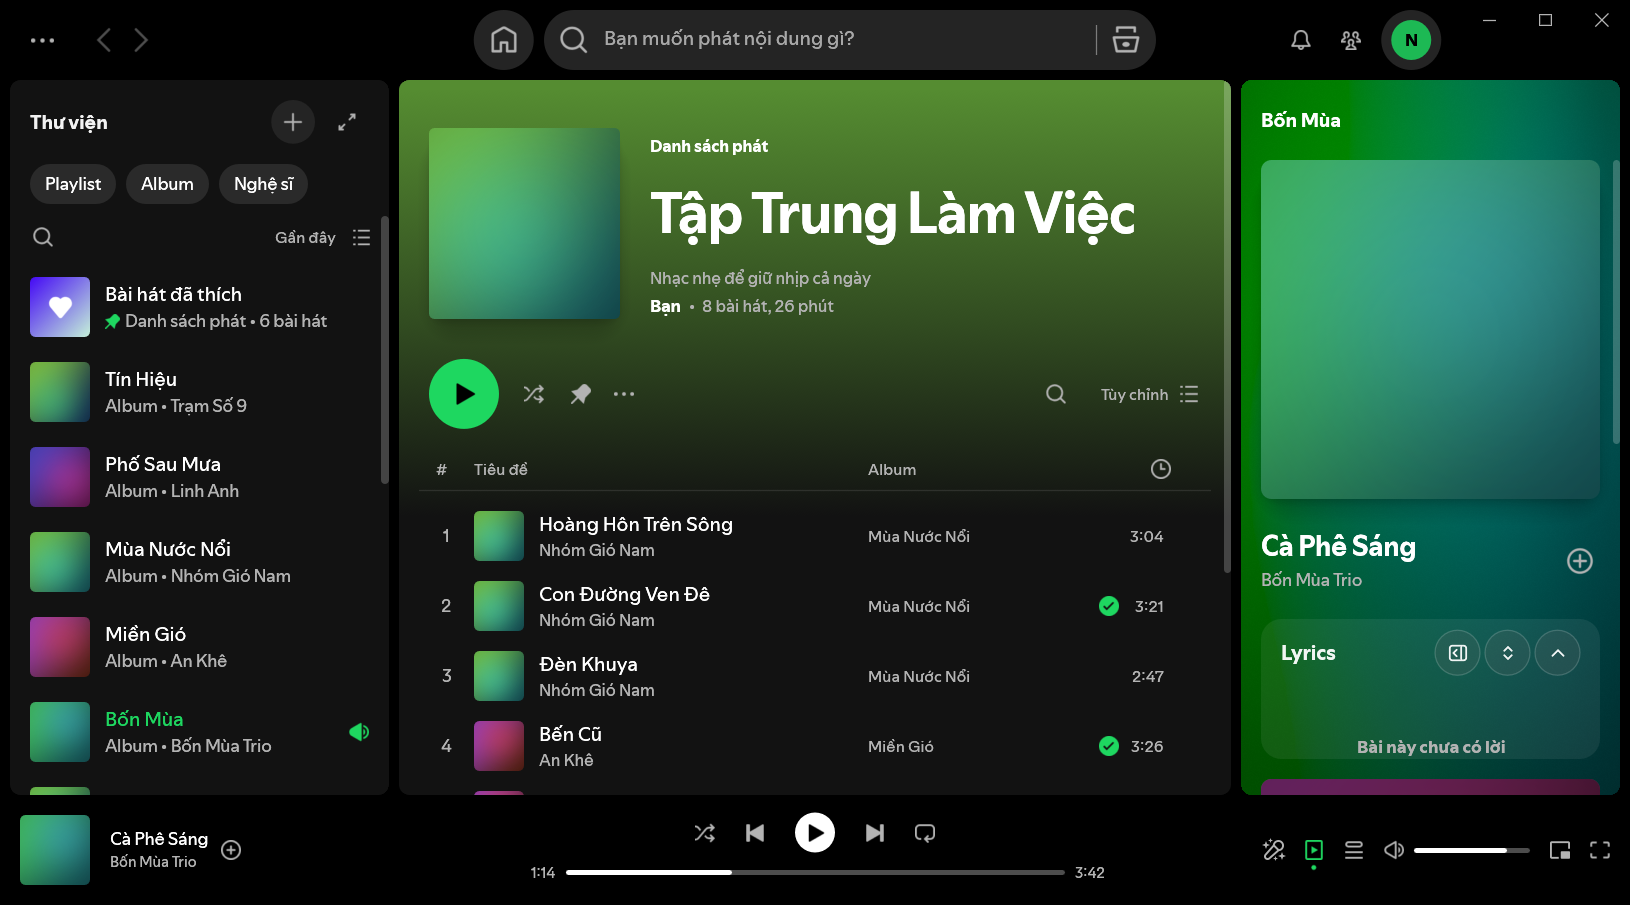 Bạn muốn phát nội dung gì?
N
Thư viện
Playlist
Album
Nghệ sĩ
Gần đây
Bài hát đã thích
Danh sách phát • 6 bài hát
Tín Hiệu
Album • Trạm Số 9
Phố Sau Mưa
Album • Linh Anh
Mùa Nước Nổi
Album • Nhóm Gió Nam
Miền Gió
Album • An Khê
Bốn Mùa
Album • Bốn Mùa Trio
Danh sách phát
Tập Trung Làm Việc
Nhạc nhẹ để giữ nhịp cả ngày
Bạn • 8 bài hát, 26 phút
Tùy chỉnh
# Tiêu đề Album
1 Hoàng Hôn Trên Sông Mùa Nước Nổi 3:04
Nhóm Gió Nam
2 Con Đường Ven Đê Mùa Nước Nổi 3:21
Nhóm Gió Nam
3 Đèn Khuya Mùa Nước Nổi 2:47
Nhóm Gió Nam
4 Bến Cũ Miền Gió 3:26
An Khê
Bốn Mùa
Cà Phê Sáng
Bốn Mùa Trio
Lyrics
Bài này chưa có lời
Cà Phê Sáng
Bốn Mùa Trio
1:14
3:42